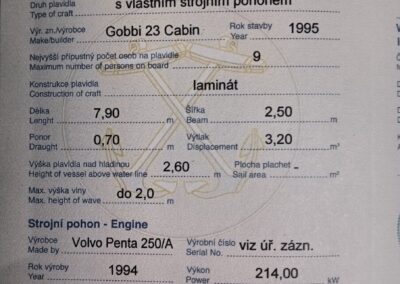 Druh plavidla
Type of craft
s vlastním strojním pohonem
Výr. zn./výrobce
Make/builder
Gobbi 23 Cabin
Rok stavby
Year
1995
Nejvyšší přípustný počet osob na plavidle
Maximum number of persons on board
9
Konstrukce plavidla
Construction of craft
laminát
Délka
Lenght
7,90
m
Šířka
Beam
2,50
m
Ponor
Draught
0,70
m
Výtlak
Displacement
3,20
m³
Výška plavidla nad hladinou
Height of vessel above water line
2,60
m
Plocha plachet
Sail area
-
m²
Max. výška vlny
Max. height of wave
do 2,0
m
Strojní pohon - Engine
Výrobce
Made by
Volvo Penta 250/A
Výrobní číslo
Serial No.
viz úř. zázn.
Rok výroby
Year
1994
Výkon
Power
214,00
kW